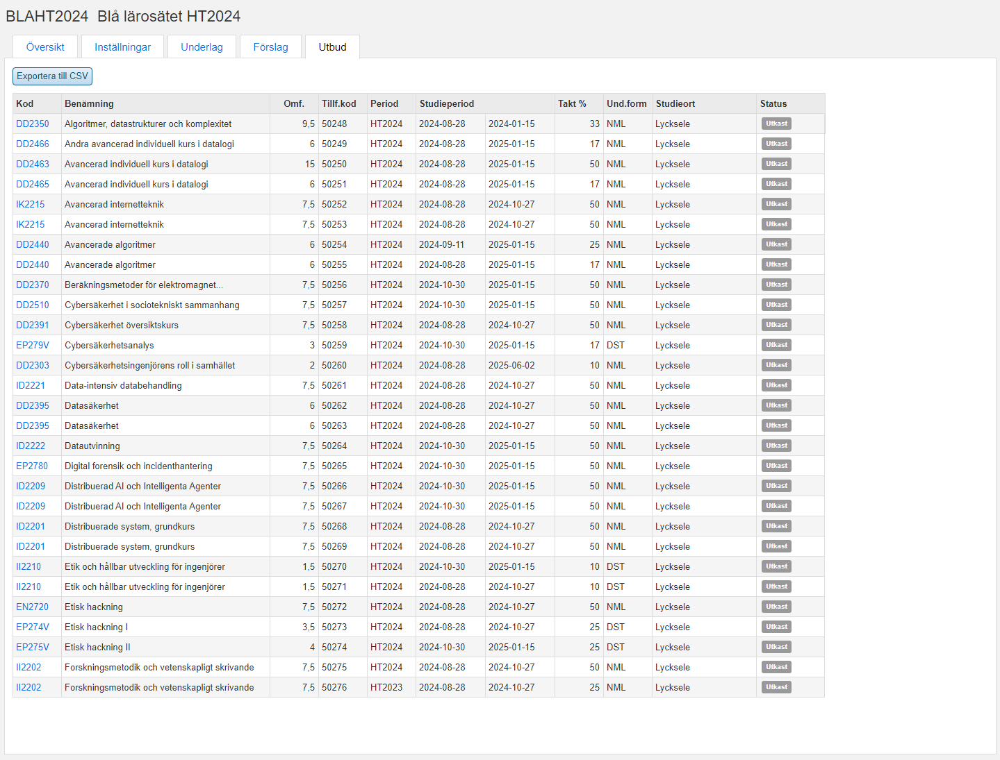 BLAHT2024 Blå lärosätet HT2024
Översikt Inställningar Underlag Förslag Utbud
Exportera till CSV
Kod Benämning Omf. Tillf.kod Period Studieperiod Takt % Und.form Studieort Status
DD2350 Algoritmer, datastrukturer och komplexitet 9,5 50248 HT2024 2024-08-28 2024-01-15 33 NML Lycksele Utkast
DD2466 Andra avancerad individuell kurs i datalogi 6 50249 HT2024 2024-08-28 2025-01-15 17 NML Lycksele Utkast
DD2463 Avancerad individuell kurs i datalogi 15 50250 HT2024 2024-08-28 2025-01-15 50 NML Lycksele Utkast
DD2465 Avancerad individuell kurs i datalogi 6 50251 HT2024 2024-08-28 2025-01-15 17 NML Lycksele Utkast
IK2215 Avancerad internetteknik 7,5 50252 HT2024 2024-08-28 2024-10-27 50 NML Lycksele Utkast
IK2215 Avancerad internetteknik 7,5 50253 HT2024 2024-08-28 2024-10-27 50 NML Lycksele Utkast
DD2440 Avancerade algoritmer 6 50254 HT2024 2024-09-11 2025-01-15 25 NML Lycksele Utkast
DD2440 Avancerade algoritmer 6 50255 HT2024 2024-08-28 2025-01-15 17 NML Lycksele Utkast
DD2370 Beräkningsmetoder för elektromagnet... 7,5 50256 HT2024 2024-10-30 2025-01-15 50 NML Lycksele Utkast
DD2510 Cybersäkerhet i sociotekniskt sammanhang 7,5 50257 HT2024 2024-10-30 2025-01-15 50 NML Lycksele Utkast
DD2391 Cybersäkerhet översiktskurs 7,5 50258 HT2024 2024-08-28 2024-10-27 50 NML Lycksele Utkast
EP279V Cybersäkerhetsanalys 3 50259 HT2024 2024-10-30 2025-01-15 17 DST Lycksele Utkast
DD2303 Cybersäkerhetsingenjörens roll i samhället 2 50260 HT2024 2024-08-28 2025-06-02 10 NML Lycksele Utkast
ID2221 Data-intensiv databehandling 7,5 50261 HT2024 2024-08-28 2024-10-27 50 NML Lycksele Utkast
DD2395 Datasäkerhet 6 50262 HT2024 2024-08-28 2024-10-27 50 NML Lycksele Utkast
DD2395 Datasäkerhet 6 50263 HT2024 2024-08-28 2024-10-27 50 NML Lycksele Utkast
ID2222 Datautvinning 7,5 50264 HT2024 2024-10-30 2025-01-15 50 NML Lycksele Utkast
EP2780 Digital forensik och incidenthantering 7,5 50265 HT2024 2024-10-30 2025-01-15 50 NML Lycksele Utkast
ID2209 Distribuerad AI och Intelligenta Agenter 7,5 50266 HT2024 2024-10-30 2025-01-15 50 NML Lycksele Utkast
ID2209 Distribuerad AI och Intelligenta Agenter 7,5 50267 HT2024 2024-10-30 2025-01-15 50 NML Lycksele Utkast
ID2201 Distribuerade system, grundkurs 7,5 50268 HT2024 2024-08-28 2024-10-27 50 NML Lycksele Utkast
ID2201 Distribuerade system, grundkurs 7,5 50269 HT2024 2024-08-28 2024-10-27 50 NML Lycksele Utkast
II2210 Etik och hållbar utveckling för ingenjörer 1,5 50270 HT2024 2024-10-30 2025-01-15 10 DST Lycksele Utkast
II2210 Etik och hållbar utveckling för ingenjörer 1,5 50271 HT2024 2024-08-28 2024-10-27 10 DST Lycksele Utkast
EN2720 Etisk hackning 7,5 50272 HT2024 2024-08-28 2024-10-27 50 NML Lycksele Utkast
EP274V Etisk hackning I 3,5 50273 HT2024 2024-08-28 2024-10-27 25 DST Lycksele Utkast
EP275V Etisk hackning II 4 50274 HT2024 2024-10-30 2025-01-15 25 DST Lycksele Utkast
II2202 Forskningsmetodik och vetenskapligt skrivande 7,5 50275 HT2024 2024-08-28 2024-10-27 50 NML Lycksele Utkast
II2202 Forskningsmetodik och vetenskapligt skrivande 7,5 50276 HT2023 2024-08-28 2024-10-27 25 NML Lycksele Utkast